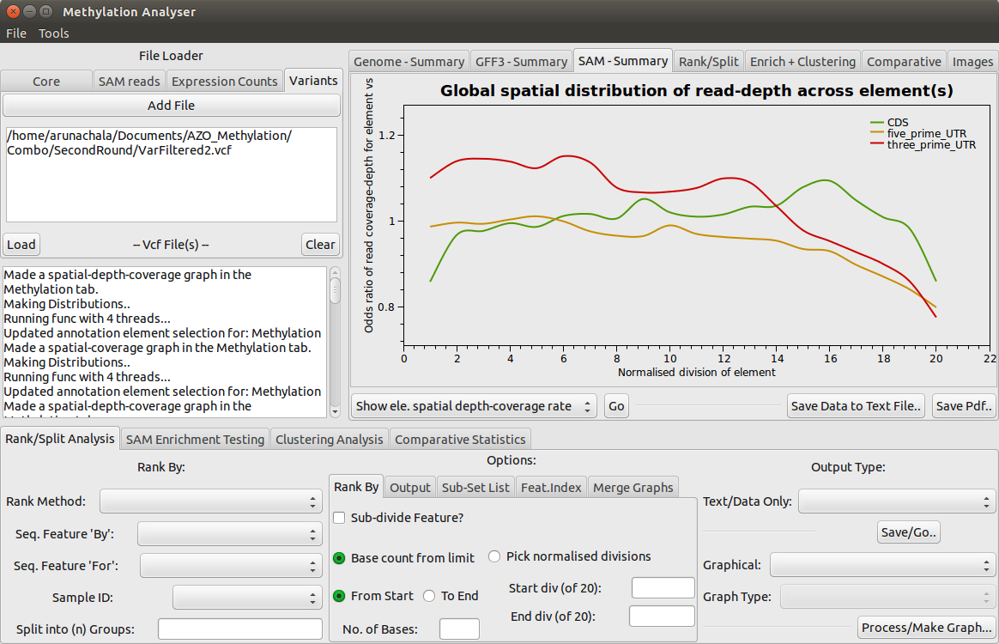 Methylation Analyser
File Tools
File Loader
Core SAM reads Expression Counts Variants
Add File
/home/arunachala/Documents/AZO_Methylation/
Combo/SecondRound/VarFiltered2.vcf
Load -- Vcf File(s) -- Clear
Made a spatial-depth-coverage graph in the
Methylation tab.
Making Distributions..
Running func with 4 threads...
Updated annotation element selection for: Methylation
Made a spatial-coverage graph in the Methylation tab.
Making Distributions..
Running func with 4 threads...
Updated annotation element selection for: Methylation
Made a spatial-depth-coverage graph in the
Genome - Summary GFF3 - Summary SAM - Summary Rank/Split Enrich + Clustering Comparative Images
Global spatial distribution of read-depth across element(s)
Odds ratio of read coverage-depth for element vs
1.2
1
0.8
CDS
five_prime_UTR
three_prime_UTR
0 2 4 6 8 10 12 14 16 18 20 22
Normalised division of element
Show ele. spatial depth-coverage rate Go Save Data to Text File.. Save Pdf..
Rank/Split Analysis SAM Enrichment Testing Clustering Analysis Comparative Statistics
Rank By:
Rank Method:
Seq. Feature 'By':
Seq. Feature 'For':
Sample ID:
Split into (n) Groups:
Options:
Rank By Output Sub-Set List Feat.Index Merge Graphs
Sub-divide Feature?
Base count from limit Pick normalised divisions
From Start To End Start div (of 20):
End div (of 20):
No. of Bases:
Output Type:
Text/Data Only:
Save/Go..
Graphical:
Graph Type:
Process/Make Graph...